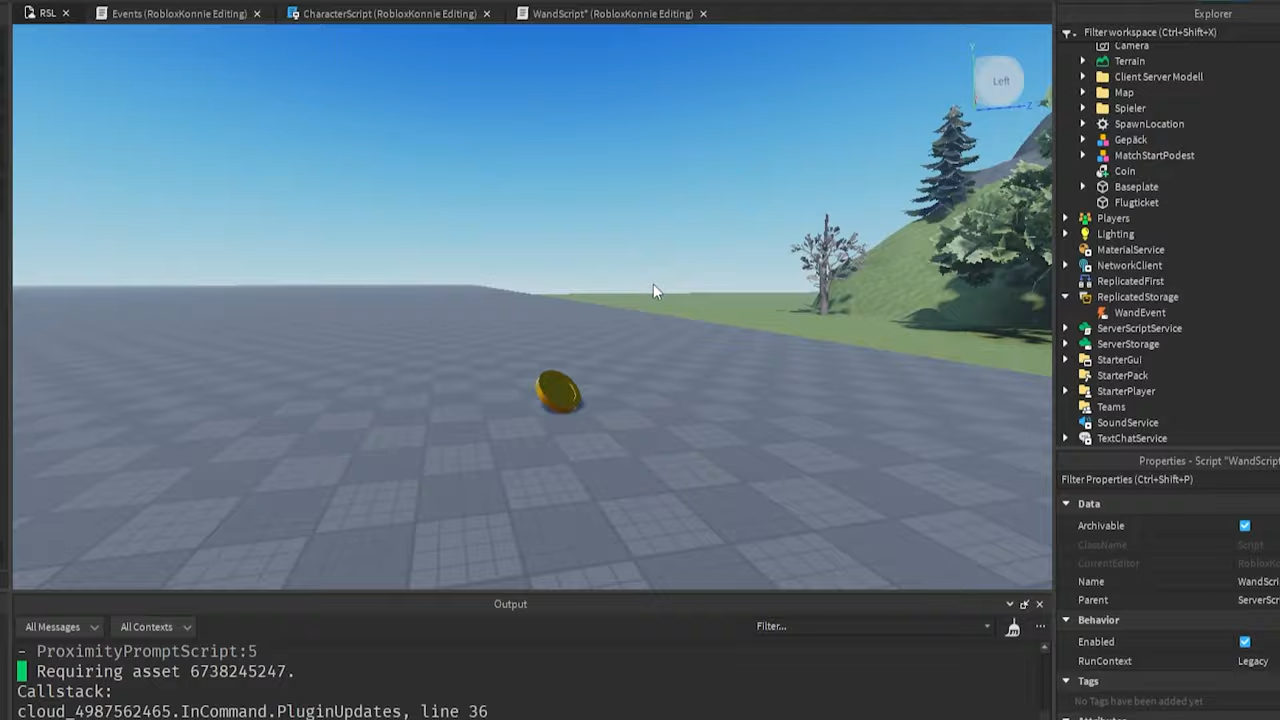 RSL
Events (RobloxKonnie Editing)
CharacterScript (RobloxKonnie Editing)
WandScript* (RobloxKonnie Editing)
Explorer
Filter workspace (Ctrl+Shift+X)
Camera
Terrain
Client Server Modell
Map
Spieler
SpawnLocation
Gepäck
MatchStartPodest
Coin
Baseplate
Flugticket
Players
Lighting
MaterialService
NetworkClient
ReplicatedFirst
ReplicatedStorage
WandEvent
ServerScriptService
ServerStorage
StarterGui
StarterPack
StarterPlayer
Teams
SoundService
TextChatService
Y
Left
Z
Properties - Script "WandScript
Filter Properties (Ctrl+Shift+P)
Data
Archivable
ClassName Script
CurrentEditor RobloxKo
Name WandScri
Parent ServerScr
Behavior
Enabled
RunContext Legacy
Tags
No Tags have been added yet
Output
All Messages
All Contexts
Filter...
- ProximityPromptScript:5
Requiring asset 6738245247.
Callstack:
cloud_4987562465.InCommand.PluginUpdates, line 36